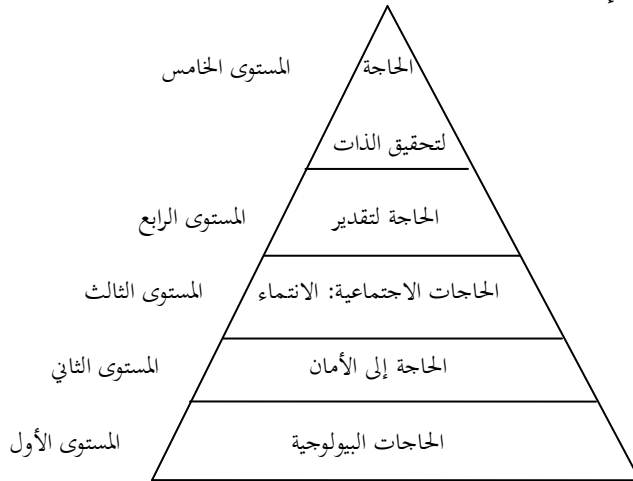 المستوى الخامس
الحاجة
لتحقيق الذات
المستوى الرابع
الحاجة لتقدير
المستوى الثالث
الحاجات الاجتماعية: الانتماء
المستوى الثاني
الحاجة إلى الأمان
المستوى الأول
الحاجات البيولوجية